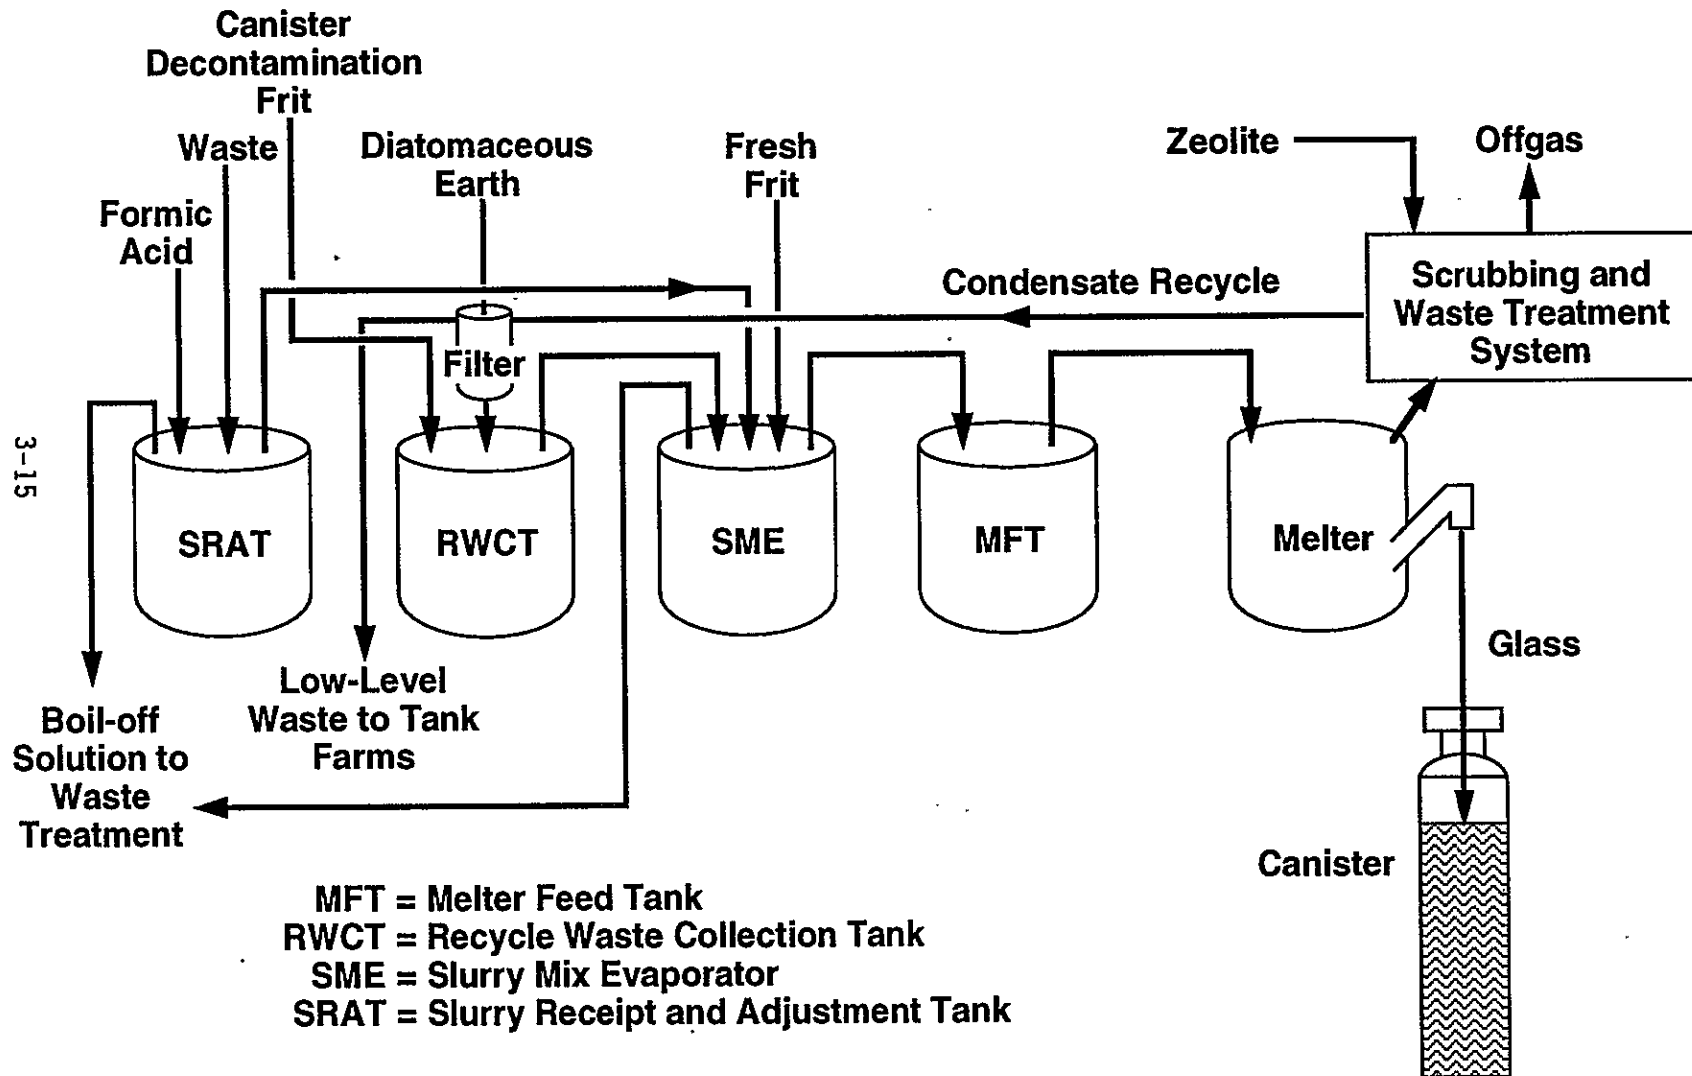 Canister
Decontamination
Frit
Waste
Diatomaceous
Earth
Fresh
Frit
Zeolite
Offgas
Formic
Acid
Condensate Recycle
Scrubbing and
Waste Treatment
System
Filter
3-15
SRAT
RWCT
SME
MFT
Melter
Glass
Low-Level
Waste to Tank
Farms
Boil-off
Solution to
Waste
Treatment
Canister
MFT = Melter Feed Tank
RWCT = Recycle Waste Collection Tank
SME = Slurry Mix Evaporator
SRAT = Slurry Receipt and Adjustment Tank